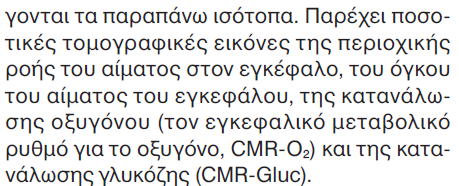 γονται τα παραπάνω ισότοπα. Παρέχει ποσο-
τικές τομογραφικές εικόνες της περιοχικής
ροής του αίματος στον εγκέφαλο, του όγκου
του αίματος του εγκεφάλου, της κατανάλω-
σης οξυγόνου (τον εγκεφαλικό μεταβολικό
ρυθμό για το οξυγόνο, CMR-O₂) και της κατα-
νάλωσης γλυκόζης (CMR-Gluc).